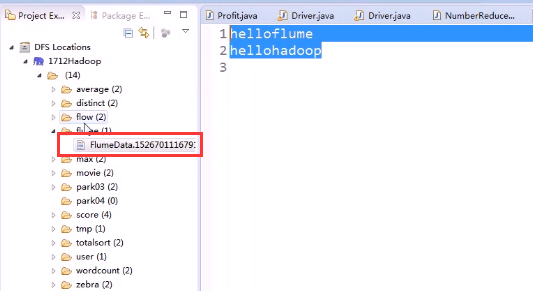 Project Ex...
Package E...
DFS Locations
1712Hadoop
(14)
average (2)
distinct (2)
flow (2)
flume (1)
FlumeData.152670111679
max (2)
movie (2)
park03 (2)
park04 (0)
score (4)
tmp (1)
totalsort (2)
user (1)
wordcount (2)
zebra (2)
Profit.java
Driver.java
Driver.java
NumberReduce...
1 helloflume
2 hellohadoop
3